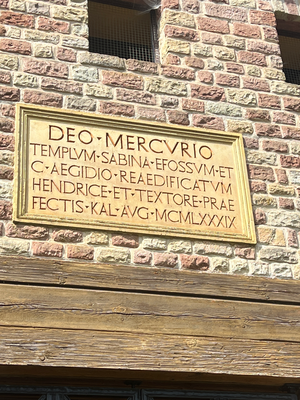 DEO·MERCVRIO
TEMPLVM·SABINA·EFOSSVM·ET
C·AEGIDIO·REAEDIFICATVM
HENDRICE·ET·TEXTORE·PRAE
FECTIS·KAL·AVG·MCMLXXXIX